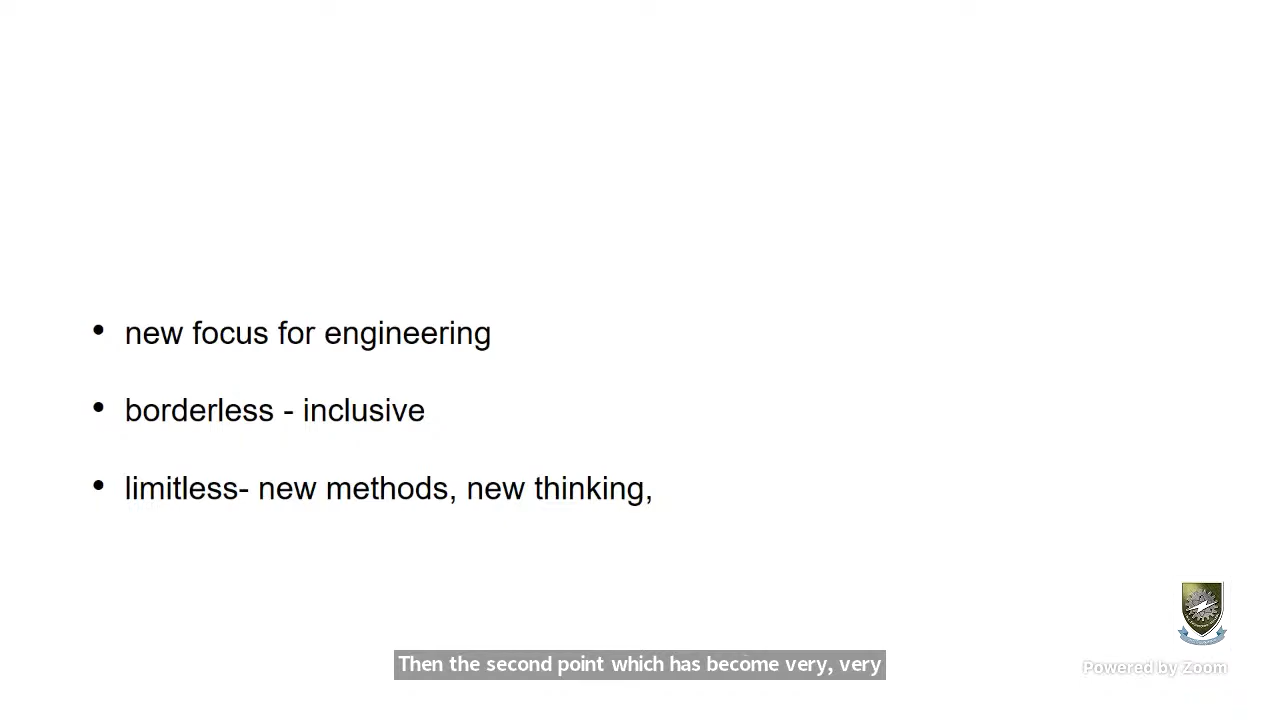 • new focus for engineering
• borderless - inclusive
• limitless- new methods, new thinking,
Then the second point which has become very, very
Powered by Zoom